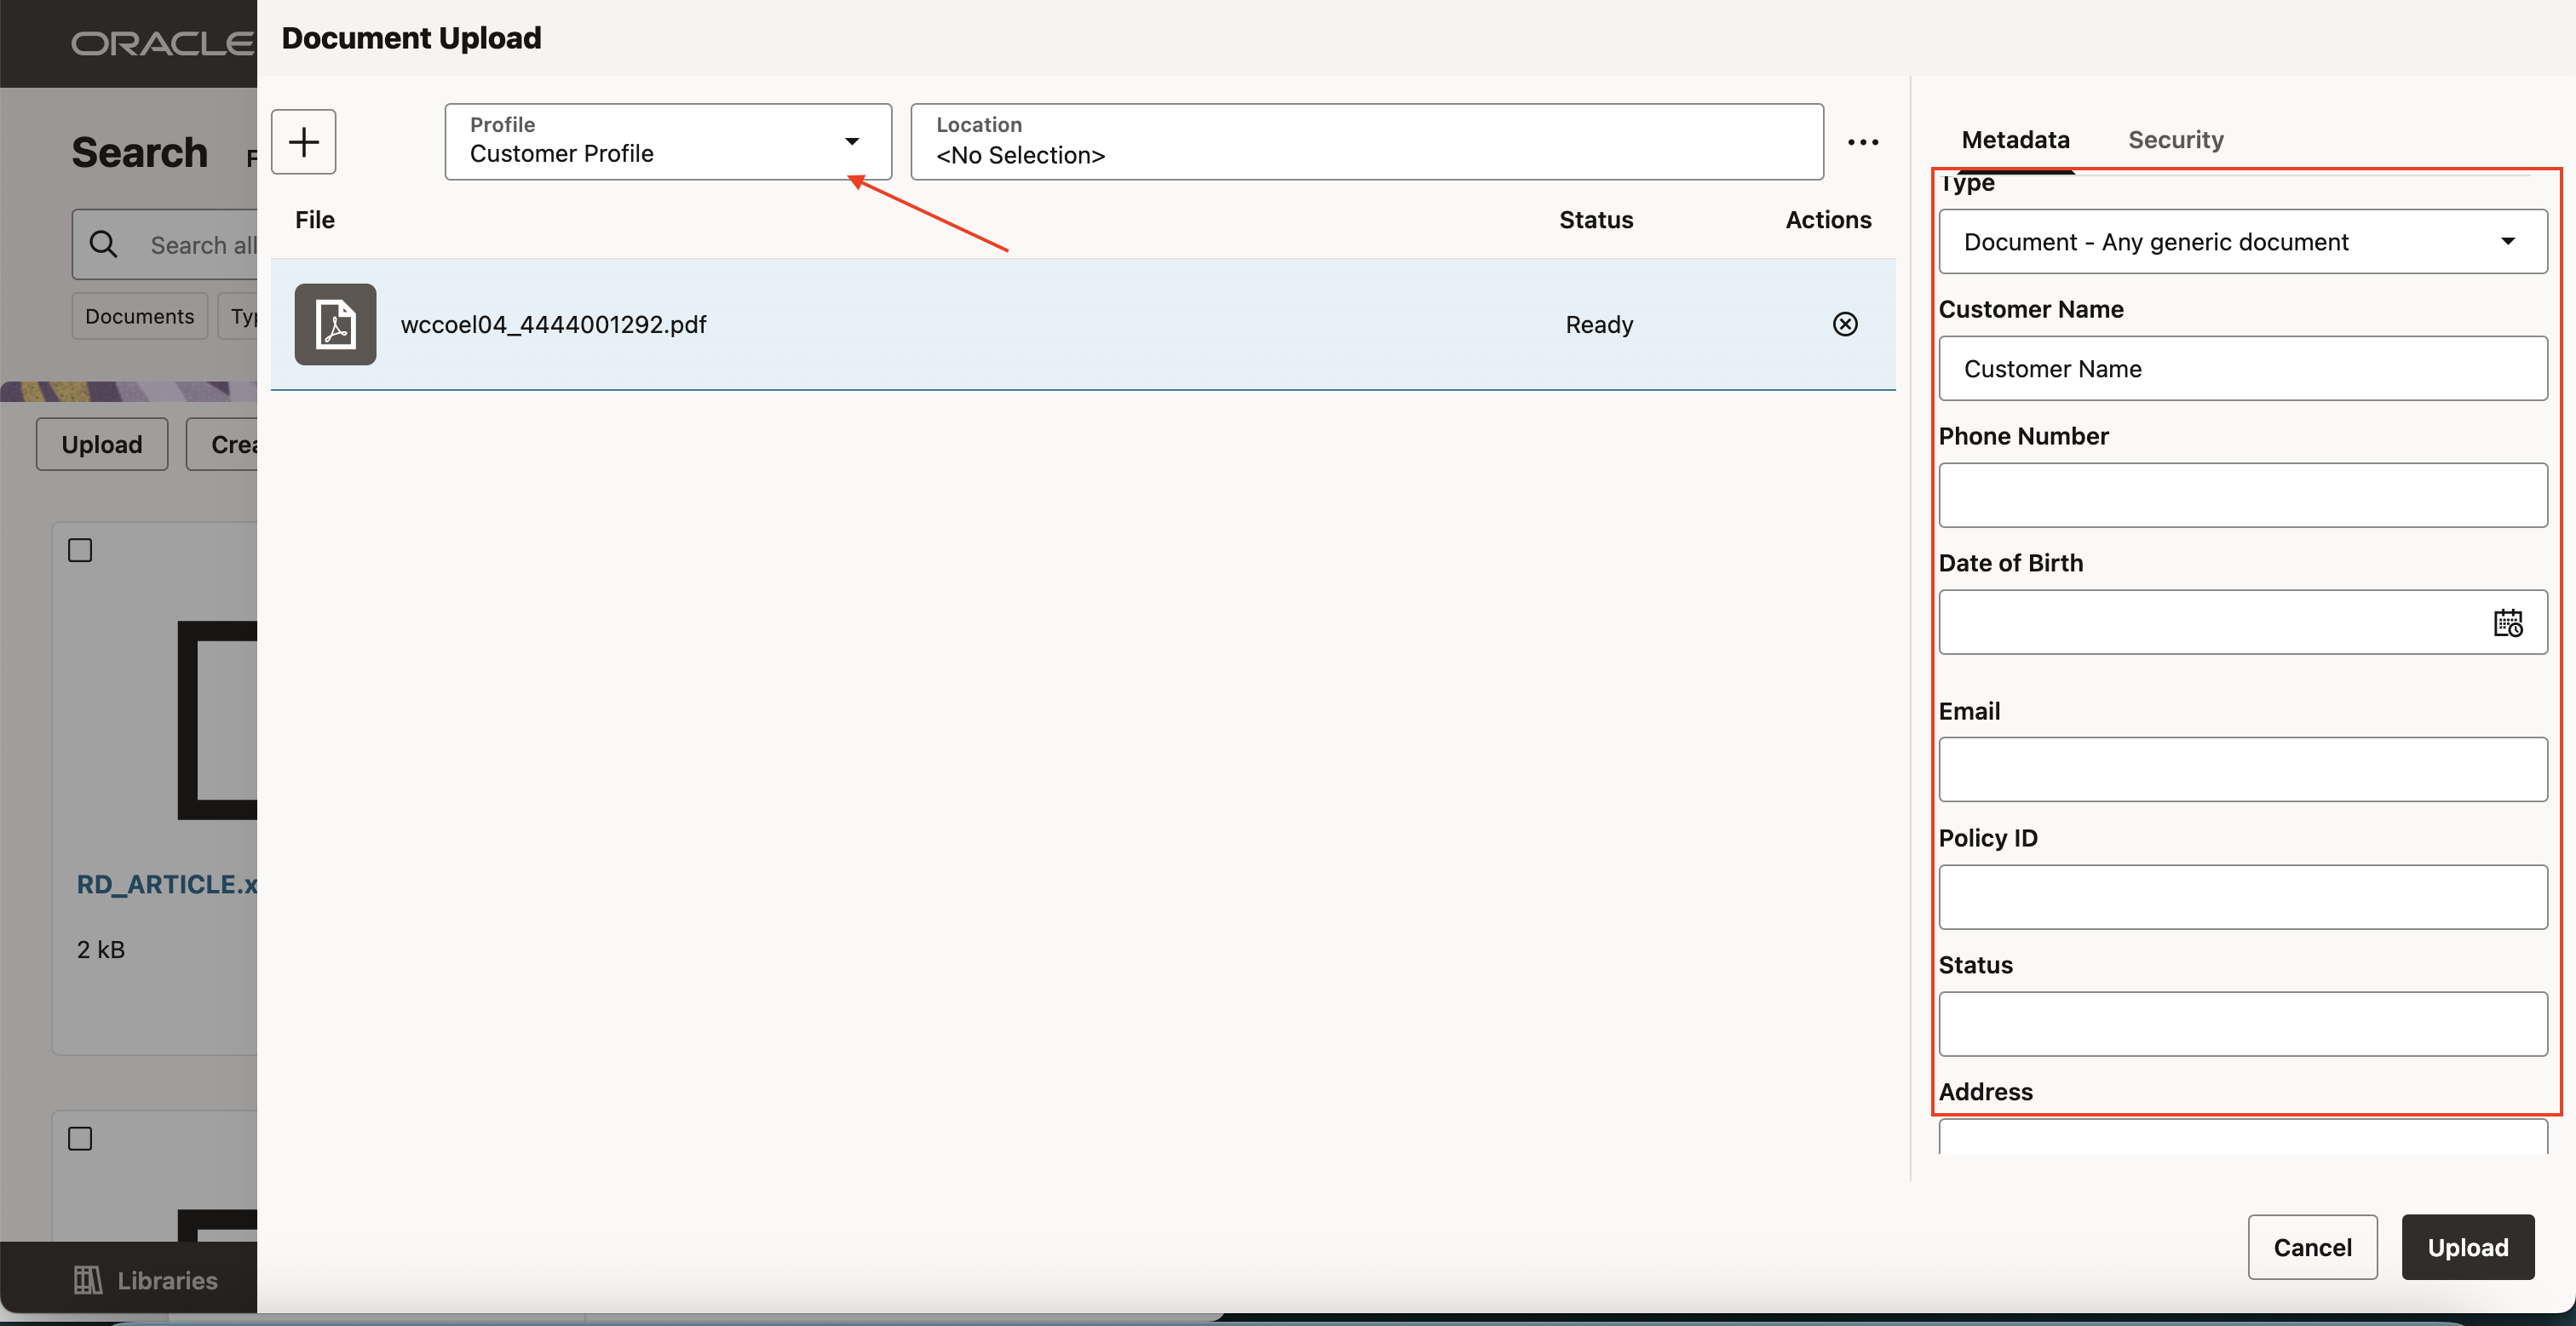 ORACLE
Document Upload
Search
Search all
Documents
Upload
RD_ARTICLE.x
2 kB
Libraries
Profile
Customer Profile
Location
<No Selection>
File
Status
Actions
wccoel04_4444001292.pdf
Ready
Metadata
Security
Type
Document - Any generic document
Customer Name
Customer Name
Phone Number
Date of Birth
Email
Policy ID
Status
Address
Cancel
Upload